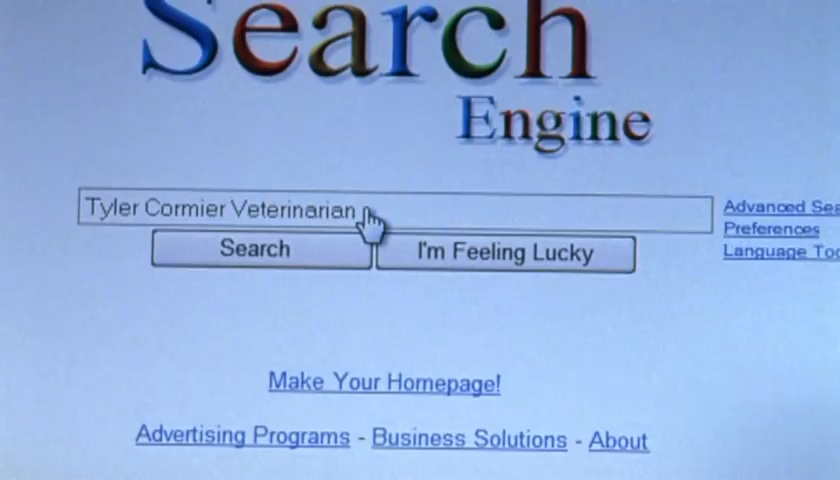 Search
Engine
Tyler Cormier Veterinarian
Advanced
Preferences
Language
Search
I'm Feeling Lucky
Make Your Homepage!
Advertising Programs - Business Solutions - About